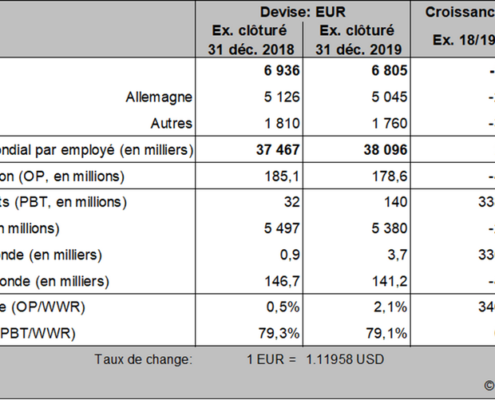 Devise: EUR Croissanc
Ex. clôturé Ex. clôturé
31 déc. 2018 31 déc. 2019 Ex. 18/19
6 936 6 805 -
Allemagne 5 126 5 045 -
Autres 1 810 1 760 -
ndial par employé (en milliers) 37 467 38 096
on (OP, en millions) 185,1 178,6 -
ts (PBT, en millions) 32 140 33
n millions) 5 497 5 380 -
onde (en milliers) 0,9 3,7 33
onde (en milliers) 146,7 141,2 -
e (OP/WWR) 0,5% 2,1% 34
PBT/WWR) 79,3% 79,1%
Taux de change: 1 EUR = 1.11958 USD
©